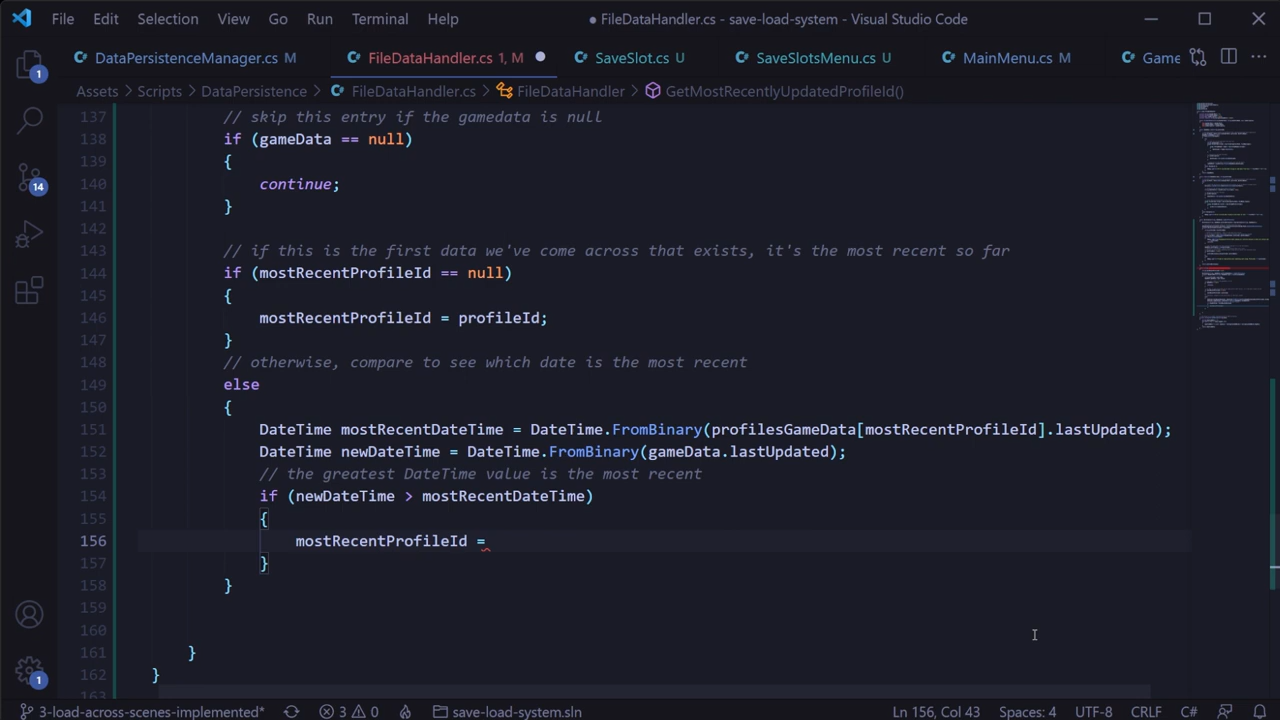 File Edit Selection View Go Run Terminal Help ● FileDataHandler.cs - save-load-system - Visual Studio Code
DataPersistenceManager.cs M FileDataHandler.cs 1, M SaveSlot.cs U SaveSlotsMenu.cs U MainMenu.cs M Game
Assets > Scripts > DataPersistence > FileDataHandler.cs > FileDataHandler > GetMostRecentlyUpdatedProfileId()
137 // skip this entry if the gamedata is null
138 if (gameData == null)
139 {
140 continue;
141 }
142
143 // if this is the first data we've come across that exists, it's the most recent so far
144 if (mostRecentProfileId == null)
145 {
146 mostRecentProfileId = profileId;
147 }
148 // otherwise, compare to see which date is the most recent
149 else
150 {
151 DateTime mostRecentDateTime = DateTime.FromBinary(profilesGameData[mostRecentProfileId].lastUpdated);
152 DateTime newDateTime = DateTime.FromBinary(gameData.lastUpdated);
153 // the greatest DateTime value is the most recent
154 if (newDateTime > mostRecentDateTime)
155 {
156 mostRecentProfileId =
157 }
158 }
159
160
161 }
162 }
163
1
14
1
3-load-across-scenes-implemented* 3 0 save-load-system.sln Ln 156, Col 43 Spaces: 4 UTF-8 CRLF C#